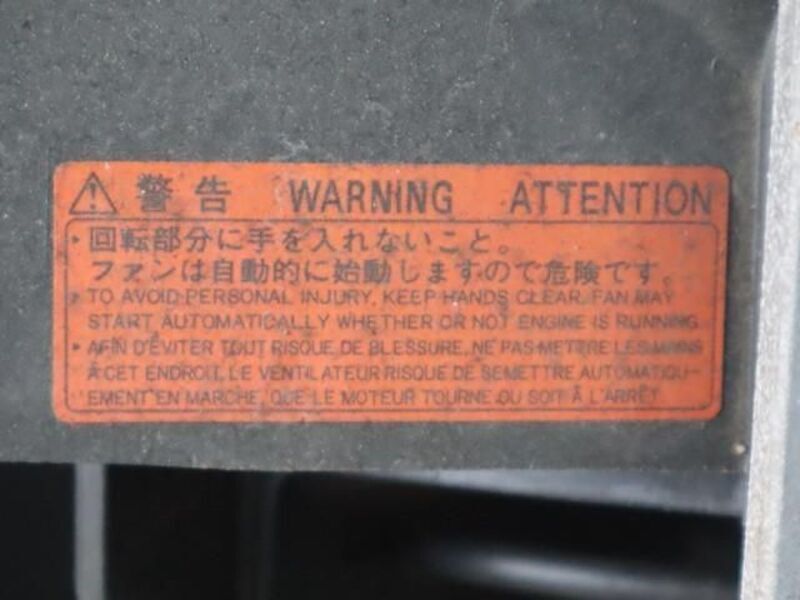 ⚠ 警告 WARNING ATTENTION
・回転部分に手を入れないこと。
ファンは自動的に始動しますので危険です。
・TO AVOID PERSONAL INJURY, KEEP HANDS CLEAR. FAN MAY
START AUTOMATICALLY WHETHER OR NOT ENGINE IS RUNNING.
・AFIN D'ÉVITER TOUT RISQUE DE BLESSURE, NE PAS METTRE LES MAINS
À CET ENDROIT, LE VENTILATEUR RISQUE DE SE METTRE AUTOMATIQU-
EMENT EN MARCHE, QUE LE MOTEUR TOURNE OU SOIT À L'ARRÊT.